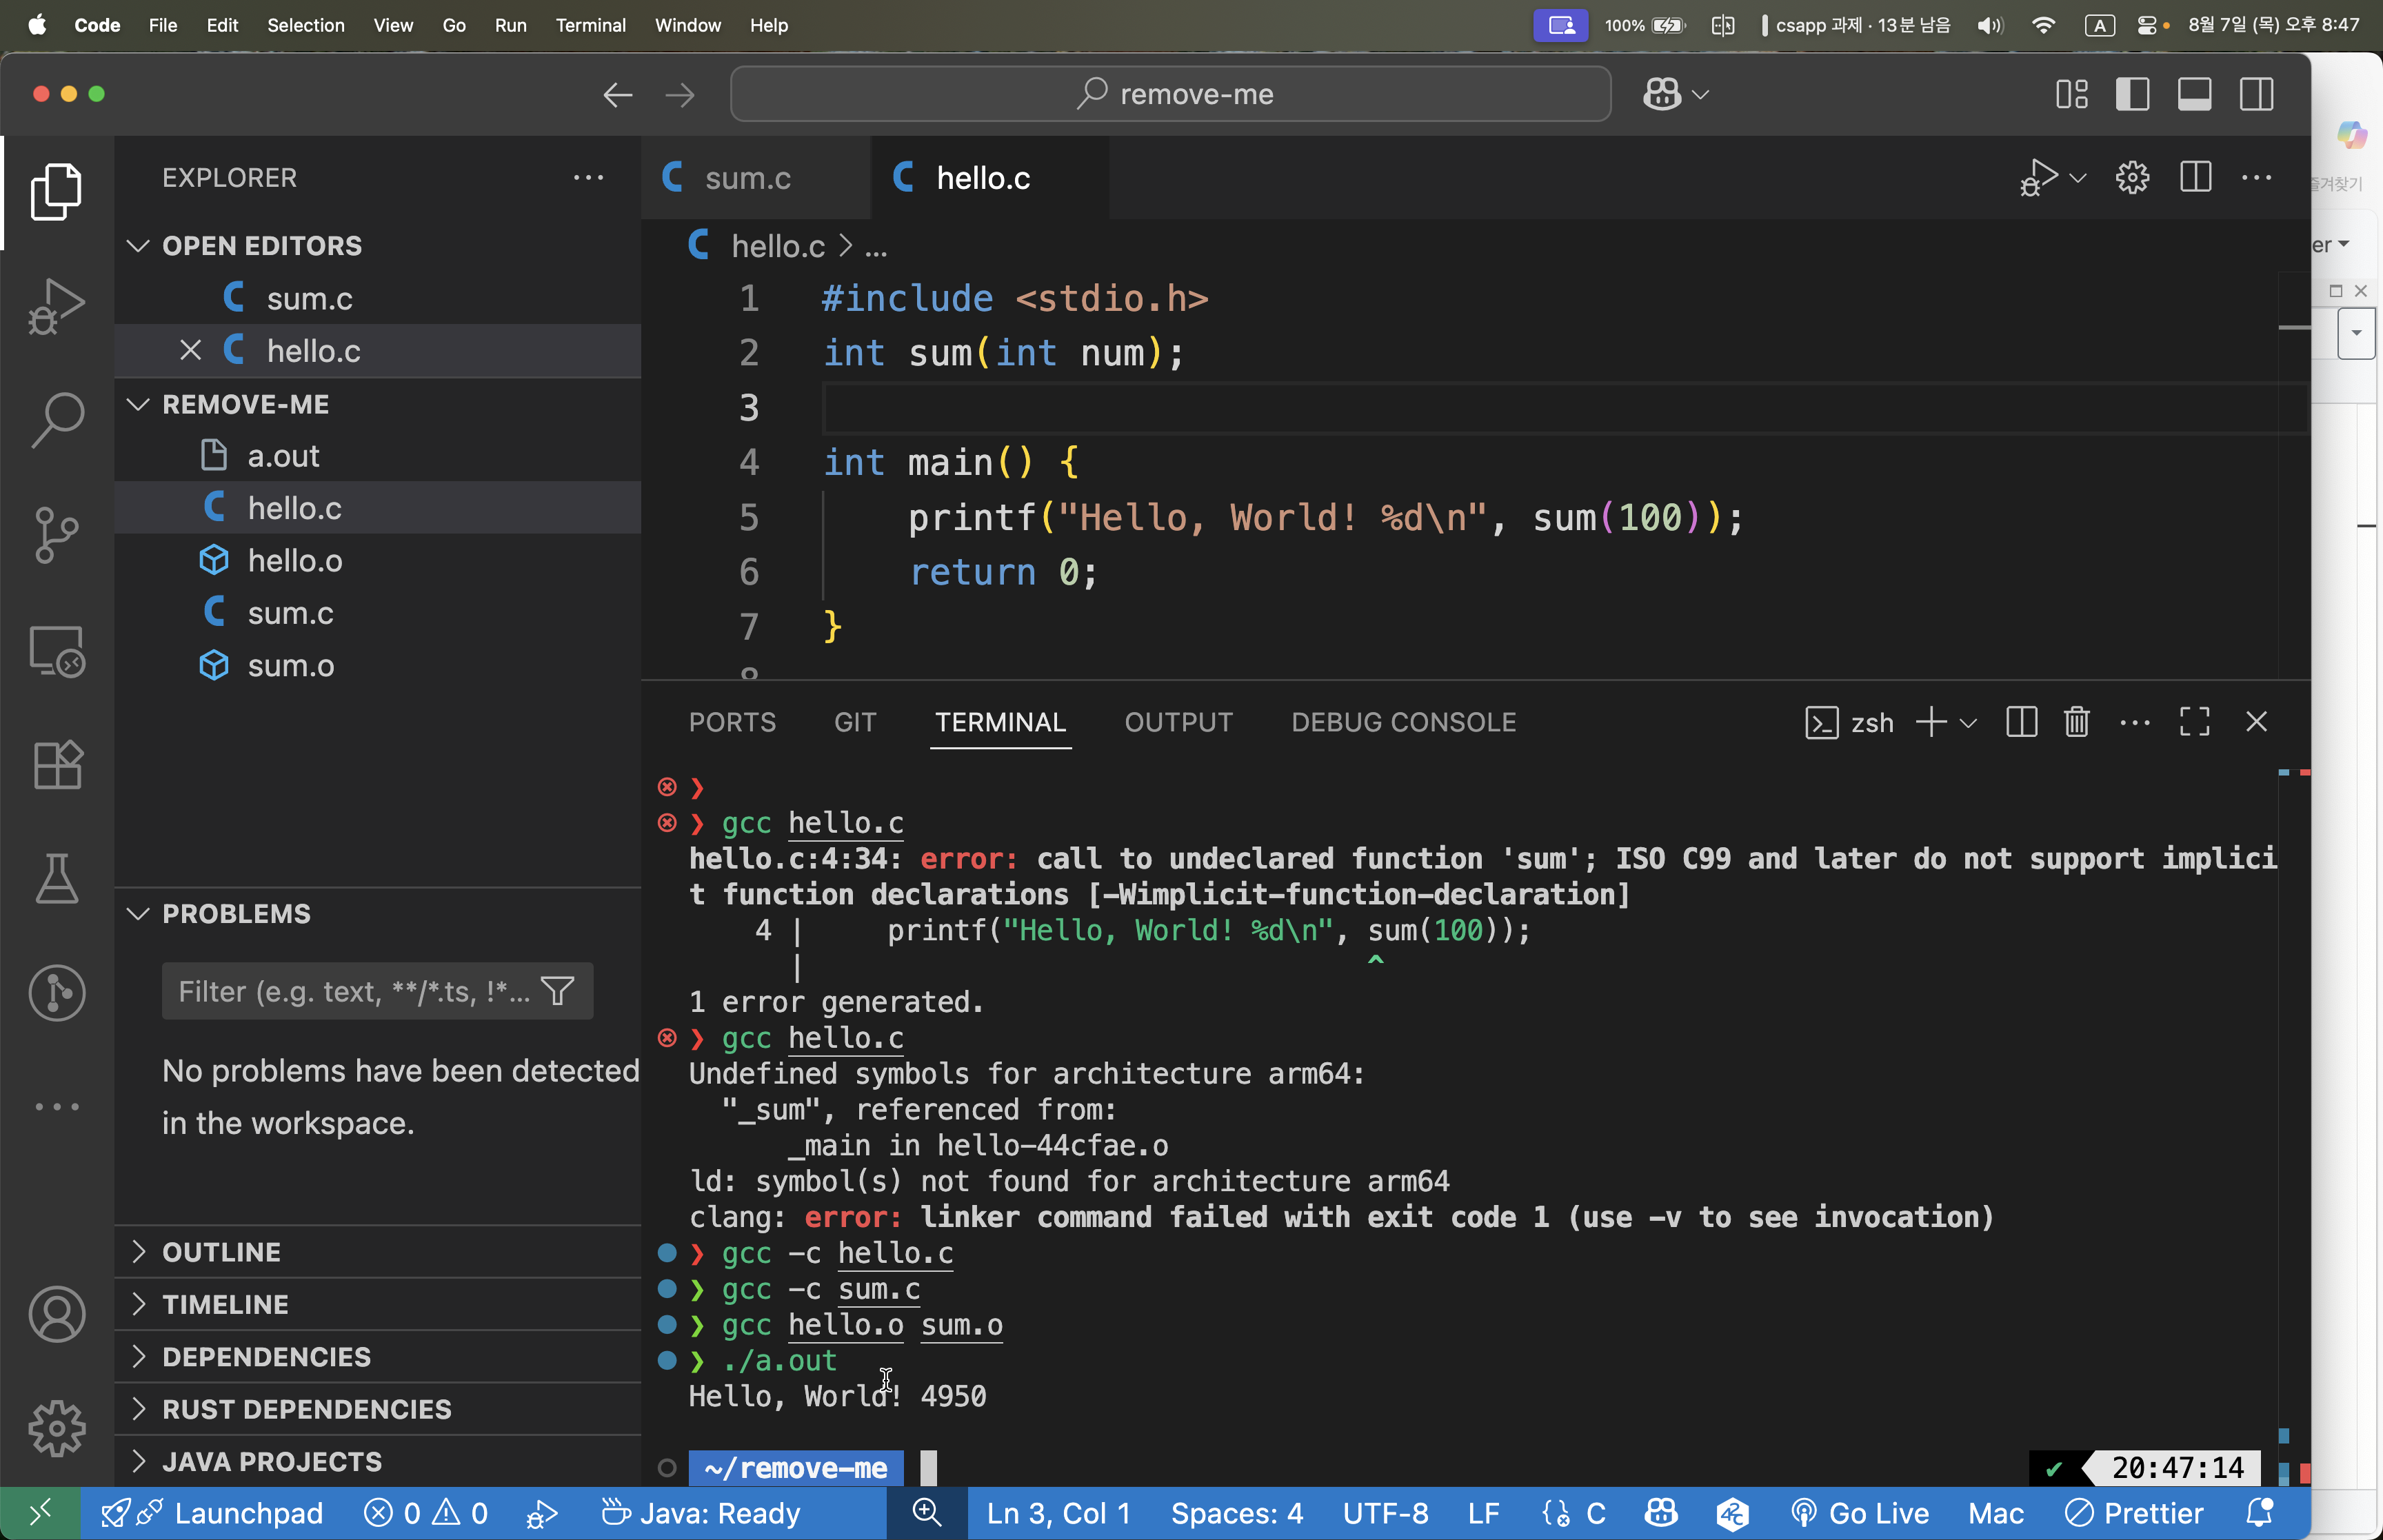 Code File Edit Selection View Go Run Terminal Window Help 100% csapp 과제 · 13분 남음 A 8월 7일 (목) 오후 8:47
remove-me
EXPLORER
OPEN EDITORS
sum.c
hello.c
REMOVE-ME
a.out
hello.c
hello.o
sum.c
sum.o
PROBLEMS
Filter (e.g. text, **/*.ts, !*...
No problems have been detected
in the workspace.
OUTLINE
TIMELINE
DEPENDENCIES
RUST DEPENDENCIES
JAVA PROJECTS
sum.c hello.c
hello.c > ...
1 #include <stdio.h>
2 int sum(int num);
3
4 int main() {
5     printf("Hello, World! %d\n", sum(100));
6     return 0;
7 }
PORTS GIT TERMINAL OUTPUT DEBUG CONSOLE zsh
❯
❯ gcc hello.c
hello.c:4:34: error: call to undeclared function 'sum'; ISO C99 and later do not support implici
t function declarations [-Wimplicit-function-declaration]
4 |     printf("Hello, World! %d\n", sum(100));
|                                  ^
1 error generated.
❯ gcc hello.c
Undefined symbols for architecture arm64:
"_sum", referenced from:
_main in hello-44cfae.o
ld: symbol(s) not found for architecture arm64
clang: error: linker command failed with exit code 1 (use -v to see invocation)
❯ gcc -c hello.c
❯ gcc -c sum.c
❯ gcc hello.o sum.o
❯ ./a.out
Hello, World! 4950
~/remove-me ✔ 20:47:14
Launchpad 0 0 Java: Ready Ln 3, Col 1 Spaces: 4 UTF-8 LF C 42 Go Live Mac Prettier
즐겨찾기
er